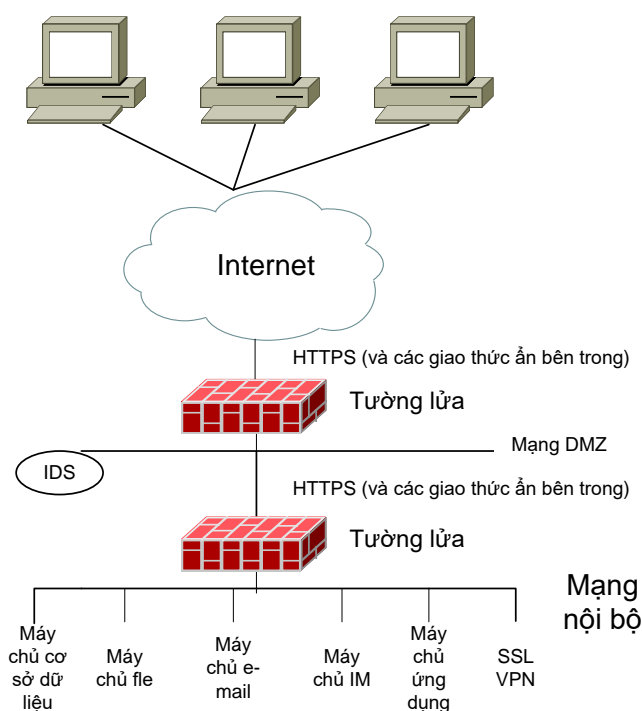 Internet
HTTPS (và các giao thức ẩn bên trong)
Tường lửa
Mạng DMZ
IDS
HTTPS (và các giao thức ẩn bên trong)
Tường lửa
Mạng
nội bộ
Máy
chủ cơ
sở dữ
liệu
Máy
chủ fle
Máy
chủ e-
mail
Máy
chủ IM
Máy
chủ
ứng
dụng
SSL
VPN